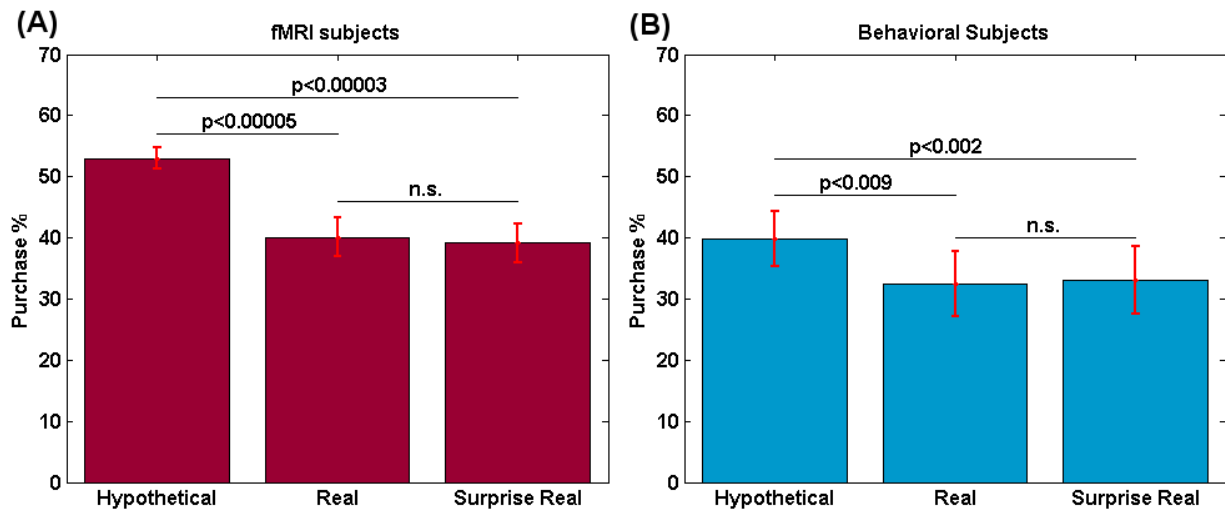 (A)
fMRI subjects
Purchase %
70
60
50
40
30
20
10
0
p<0.00003
p<0.00005
n.s.
Hypothetical
Real
Surprise Real
(B)
Behavioral Subjects
Purchase %
70
60
50
40
30
20
10
0
p<0.002
p<0.009
n.s.
Hypothetical
Real
Surprise Real